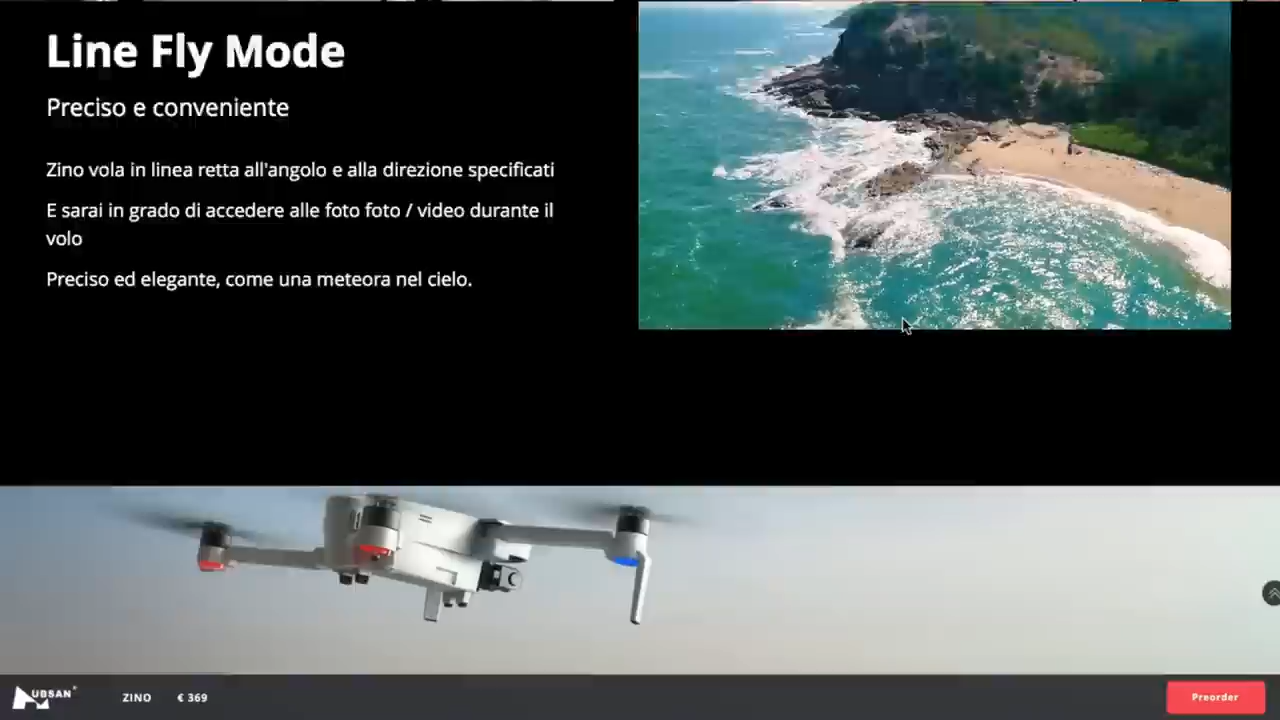 Line Fly Mode
Preciso e conveniente
Zino vola in linea retta all'angolo e alla direzione specificati
E sarai in grado di accedere alle foto foto / video durante il
volo
Preciso ed elegante, come una meteora nel cielo.
UBSAN
ZINO
€ 369
Preorder